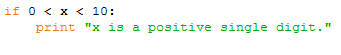 if 0 < x < 10:
    print "x is a positive single digit."